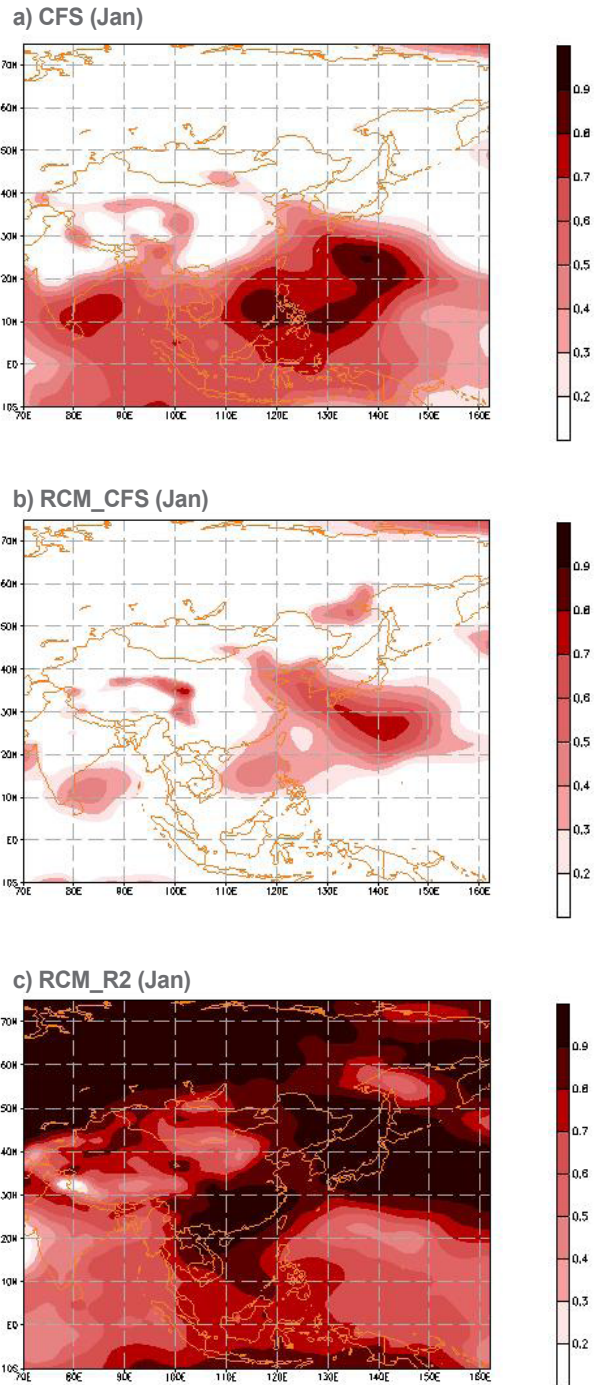 a) CFS (Jan)
70N
60N
50N
40N
30N
20N
10N
EQ
10S
70E 80E 90E 100E 110E 120E 130E 140E 150E 160E
0.9
0.8
0.7
0.6
0.5
0.4
0.3
0.2
b) RCM_CFS (Jan)
70N
60N
50N
40N
30N
20N
10N
EQ
10S
70E 80E 90E 100E 110E 120E 130E 140E 150E 160E
0.9
0.8
0.7
0.6
0.5
0.4
0.3
0.2
c) RCM_R2 (Jan)
70N
60N
50N
40N
30N
20N
10N
EQ
10S
70E 80E 90E 100E 110E 120E 130E 140E 150E 160E
0.9
0.8
0.7
0.6
0.5
0.4
0.3
0.2